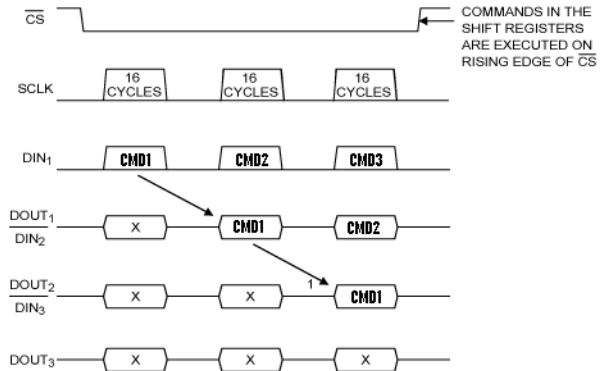 CS
COMMANDS IN THE
SHIFT REGISTERS
ARE EXECUTED ON
RISING EDGE OF CS
SCLK
16
CYCLES
16
CYCLES
16
CYCLES
DIN1
CMD1
CMD2
CMD3
DOUT1
DIN2
X
CMD1
CMD2
DOUT2
DIN3
X
X
1
CMD1
DOUT3
X
X
X